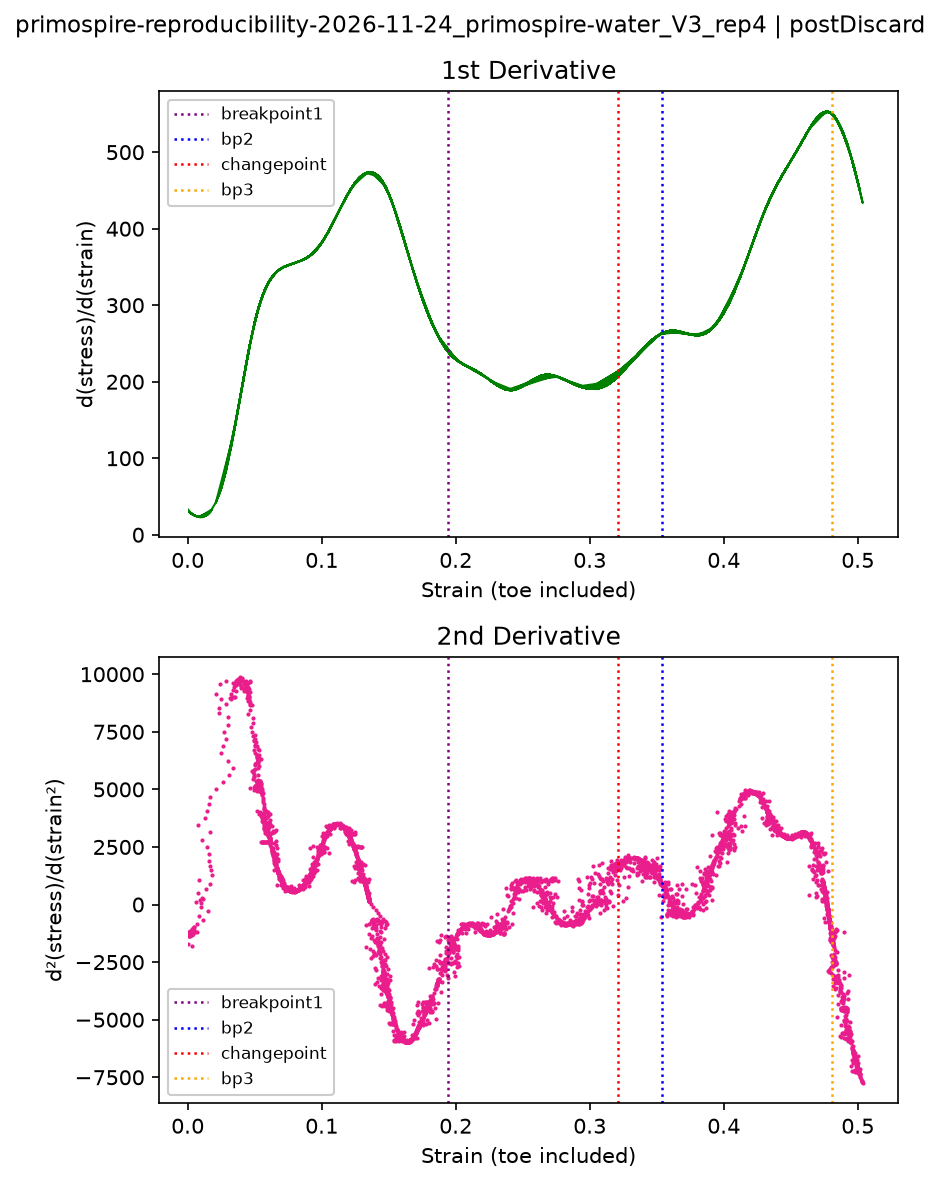 primospire-reproducibility-2026-11-24_primospire-water_V3_rep4 | postDiscard
1st Derivative
breakpoint1
bp2
changepoint
bp3
d(stress)/d(strain)
500
400
300
200
100
0
0.0 0.1 0.2 0.3 0.4 0.5
Strain (toe included)
2nd Derivative
d²(stress)/d(strain²)
10000
7500
5000
2500
0
−2500
−5000
−7500
breakpoint1
bp2
changepoint
bp3
0.0 0.1 0.2 0.3 0.4 0.5
Strain (toe included)